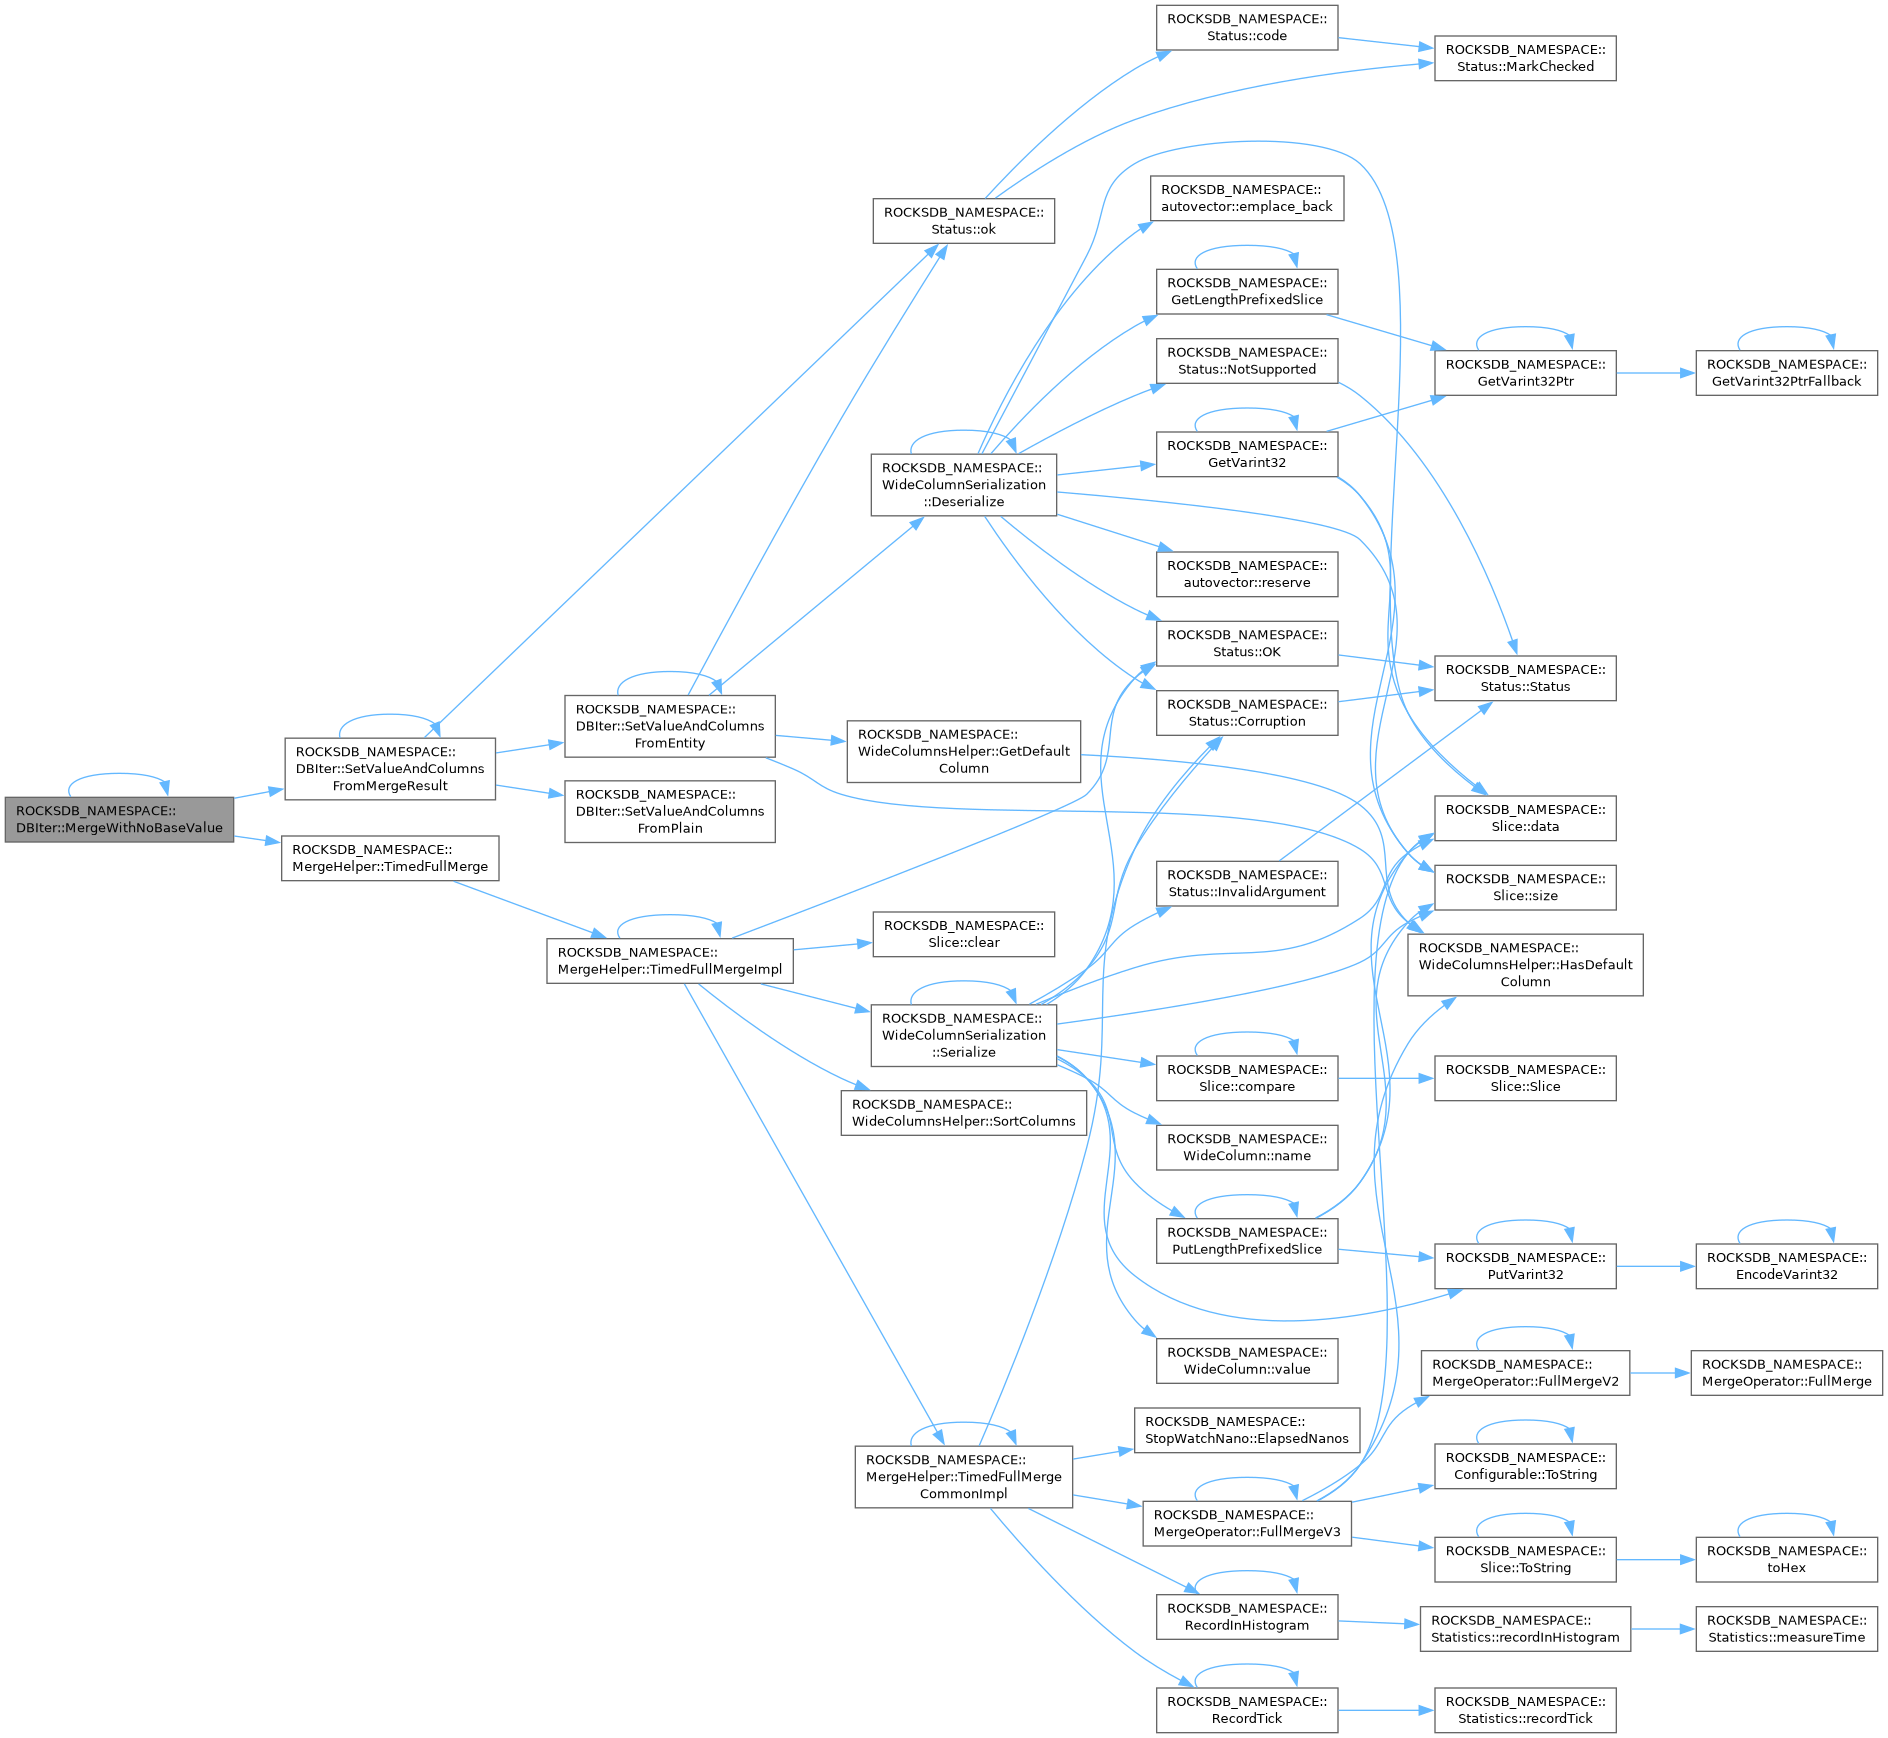 ROCKSDB_NAMESPACE::
DBIter::MergeWithNoBaseValue
ROCKSDB_NAMESPACE::
DBIter::SetValueAndColumns
FromMergeResult
ROCKSDB_NAMESPACE::
MergeHelper::TimedFullMerge
ROCKSDB_NAMESPACE::
DBIter::SetValueAndColumns
FromEntity
ROCKSDB_NAMESPACE::
DBIter::SetValueAndColumns
FromPlain
ROCKSDB_NAMESPACE::
MergeHelper::TimedFullMergeImpl
ROCKSDB_NAMESPACE::
Status::ok
ROCKSDB_NAMESPACE::
WideColumnSerialization
::Deserialize
ROCKSDB_NAMESPACE::
WideColumnsHelper::GetDefault
Column
ROCKSDB_NAMESPACE::
Slice::clear
ROCKSDB_NAMESPACE::
WideColumnSerialization
::Serialize
ROCKSDB_NAMESPACE::
WideColumnsHelper::SortColumns
ROCKSDB_NAMESPACE::
MergeHelper::TimedFullMerge
CommonImpl
ROCKSDB_NAMESPACE::
Status::code
ROCKSDB_NAMESPACE::
autovector::emplace_back
ROCKSDB_NAMESPACE::
GetLengthPrefixedSlice
ROCKSDB_NAMESPACE::
Status::NotSupported
ROCKSDB_NAMESPACE::
GetVarint32
ROCKSDB_NAMESPACE::
autovector::reserve
ROCKSDB_NAMESPACE::
Status::OK
ROCKSDB_NAMESPACE::
Status::Corruption
ROCKSDB_NAMESPACE::
Status::InvalidArgument
ROCKSDB_NAMESPACE::
Slice::compare
ROCKSDB_NAMESPACE::
WideColumn::name
ROCKSDB_NAMESPACE::
PutLengthPrefixedSlice
ROCKSDB_NAMESPACE::
WideColumn::value
ROCKSDB_NAMESPACE::
StopWatchNano::ElapsedNanos
ROCKSDB_NAMESPACE::
MergeOperator::FullMergeV3
ROCKSDB_NAMESPACE::
RecordInHistogram
ROCKSDB_NAMESPACE::
RecordTick
ROCKSDB_NAMESPACE::
Status::MarkChecked
ROCKSDB_NAMESPACE::
GetVarint32Ptr
ROCKSDB_NAMESPACE::
Status::Status
ROCKSDB_NAMESPACE::
Slice::data
ROCKSDB_NAMESPACE::
Slice::size
ROCKSDB_NAMESPACE::
WideColumnsHelper::HasDefault
Column
ROCKSDB_NAMESPACE::
Slice::Slice
ROCKSDB_NAMESPACE::
PutVarint32
ROCKSDB_NAMESPACE::
MergeOperator::FullMergeV2
ROCKSDB_NAMESPACE::
Configurable::ToString
ROCKSDB_NAMESPACE::
Slice::ToString
ROCKSDB_NAMESPACE::
Statistics::recordInHistogram
ROCKSDB_NAMESPACE::
Statistics::recordTick
ROCKSDB_NAMESPACE::
GetVarint32PtrFallback
ROCKSDB_NAMESPACE::
EncodeVarint32
ROCKSDB_NAMESPACE::
MergeOperator::FullMerge
ROCKSDB_NAMESPACE::
toHex
ROCKSDB_NAMESPACE::
Statistics::measureTime